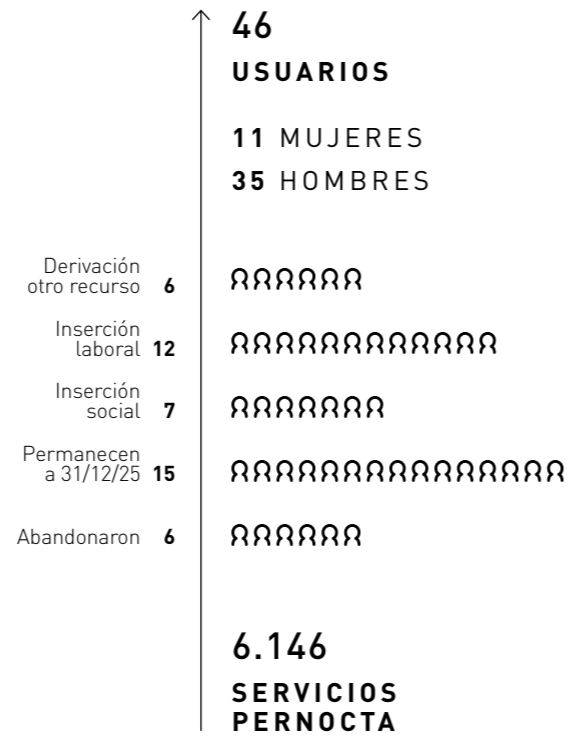 46
USUARIOS
11 MUJERES
35 HOMBRES
Derivación
otro recurso 6
Inserción
laboral 12
Inserción
social 7
Permanecen
a 31/12/25 15
Abandonaron 6
6.146
SERVICIOS
PERNOCTA